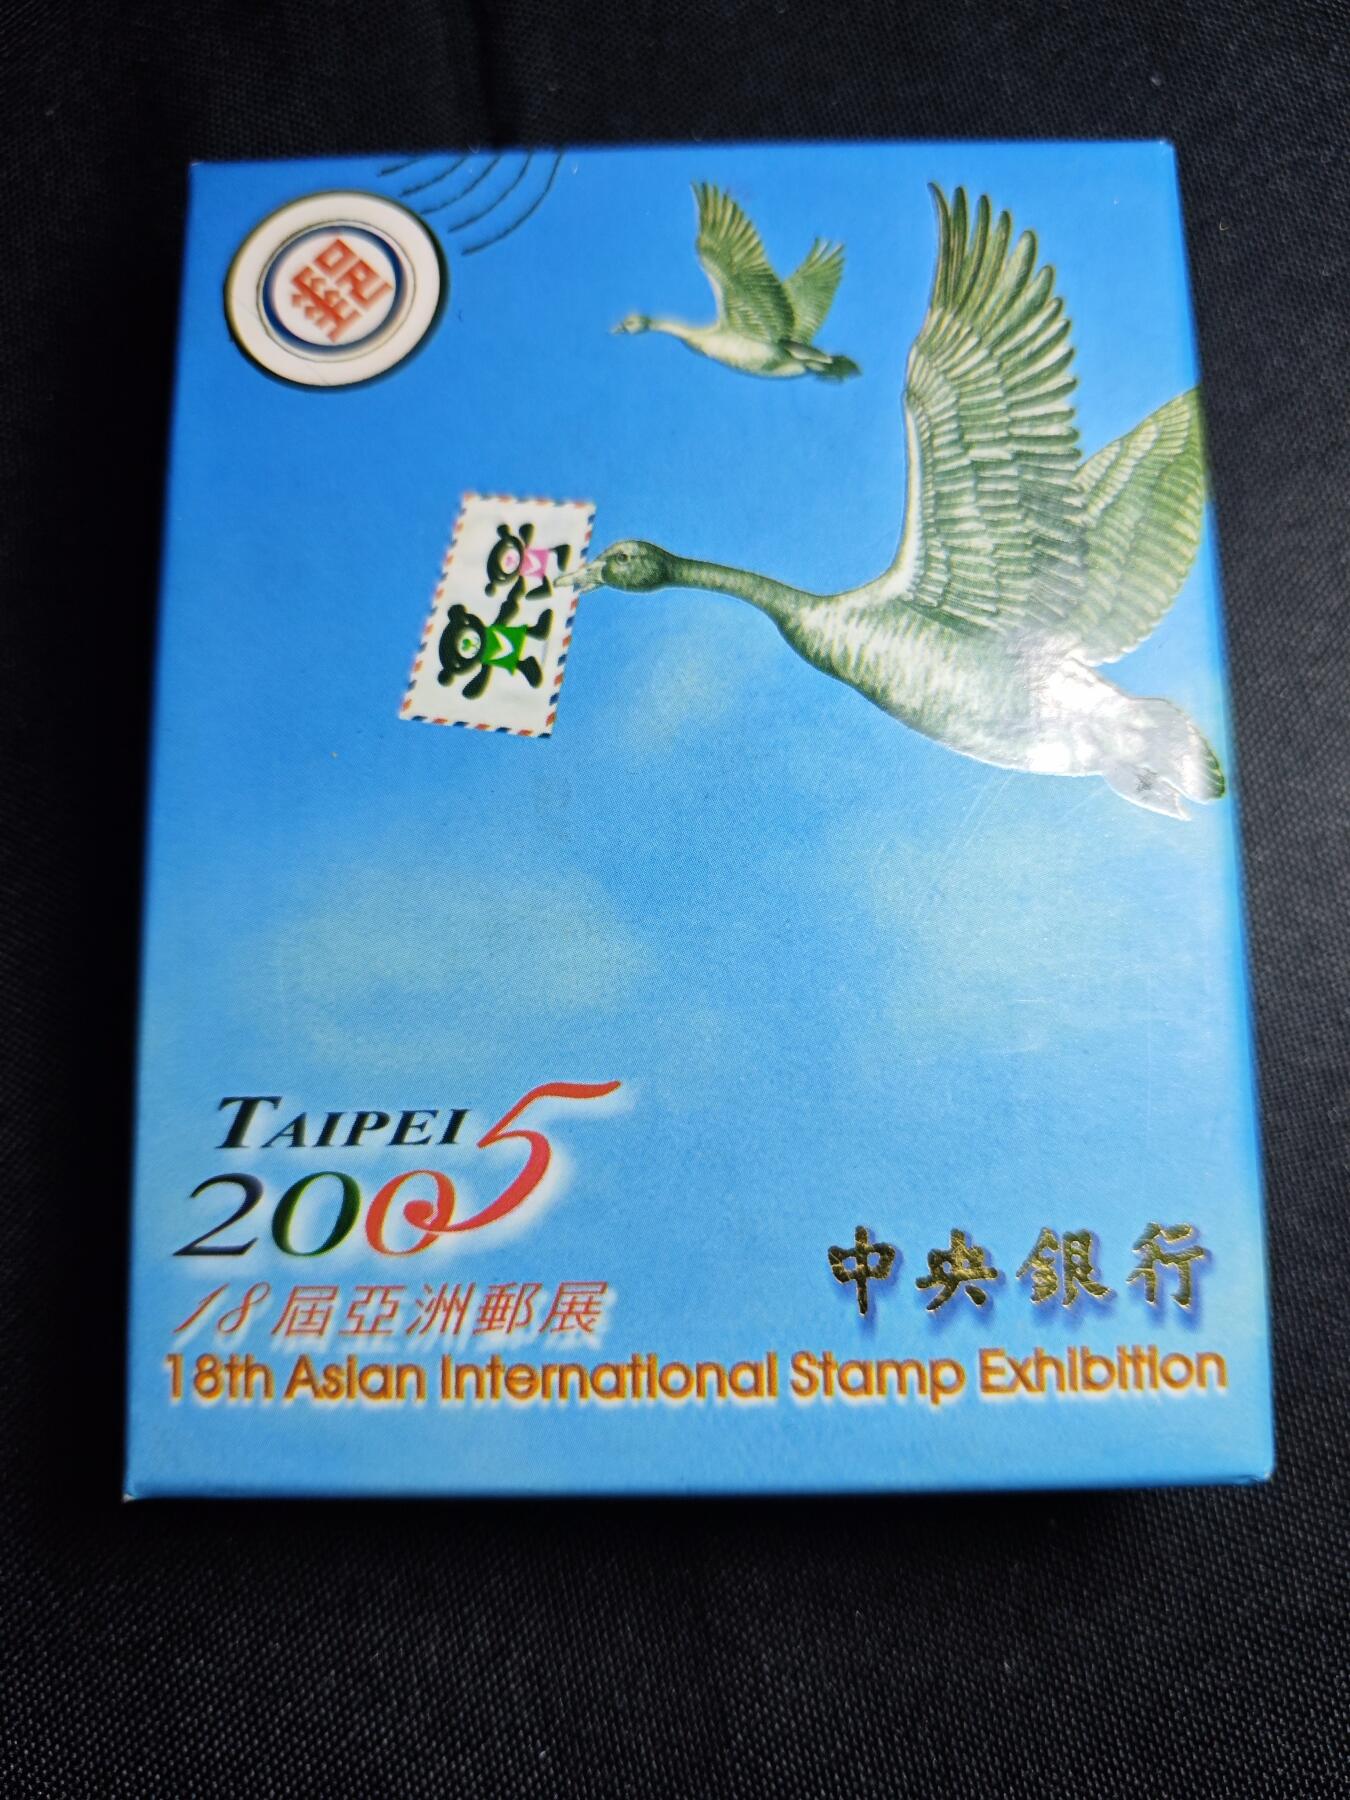 TAIPEI
2005
18屆亞洲郵展
中央銀行
18th Asian International Stamp Exhibition